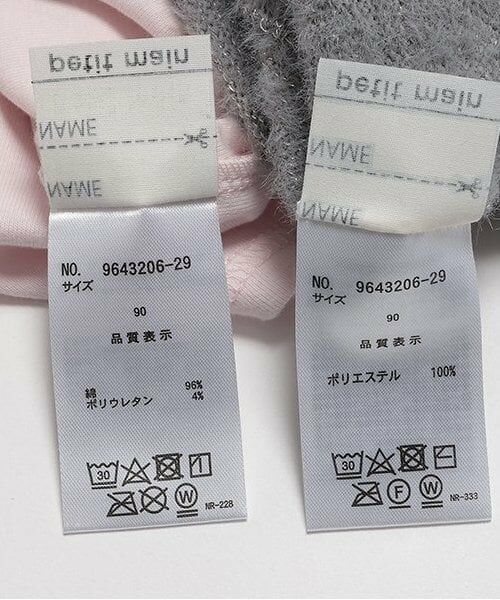 petit main
NAME
NAME
NO. 9643206-29
サイズ
90
品質表示
綿 96%
ポリウレタン 4%
30
W
NR-228
petit main
NAME
NO. 9643206-29
サイズ
90
品質表示
ポリエステル 100%
30
F W
NR-333